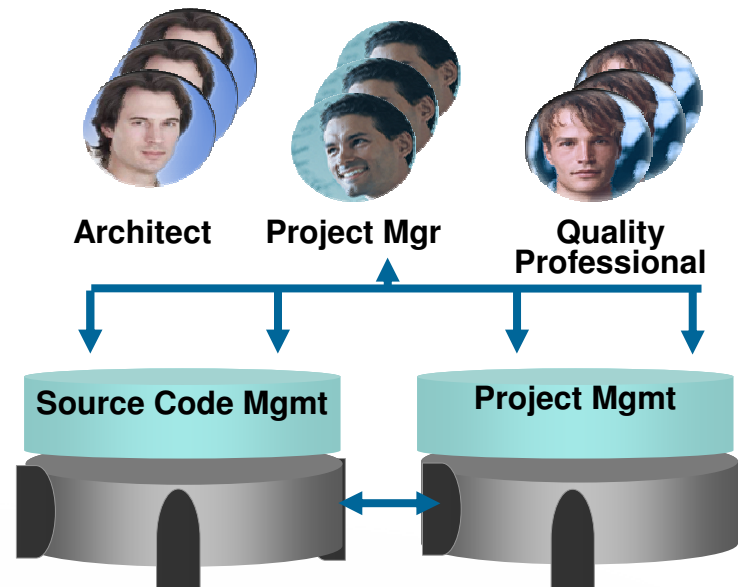 Architect
Project Mgr
Quality
Professional
Source Code Mgmt
Project Mgmt